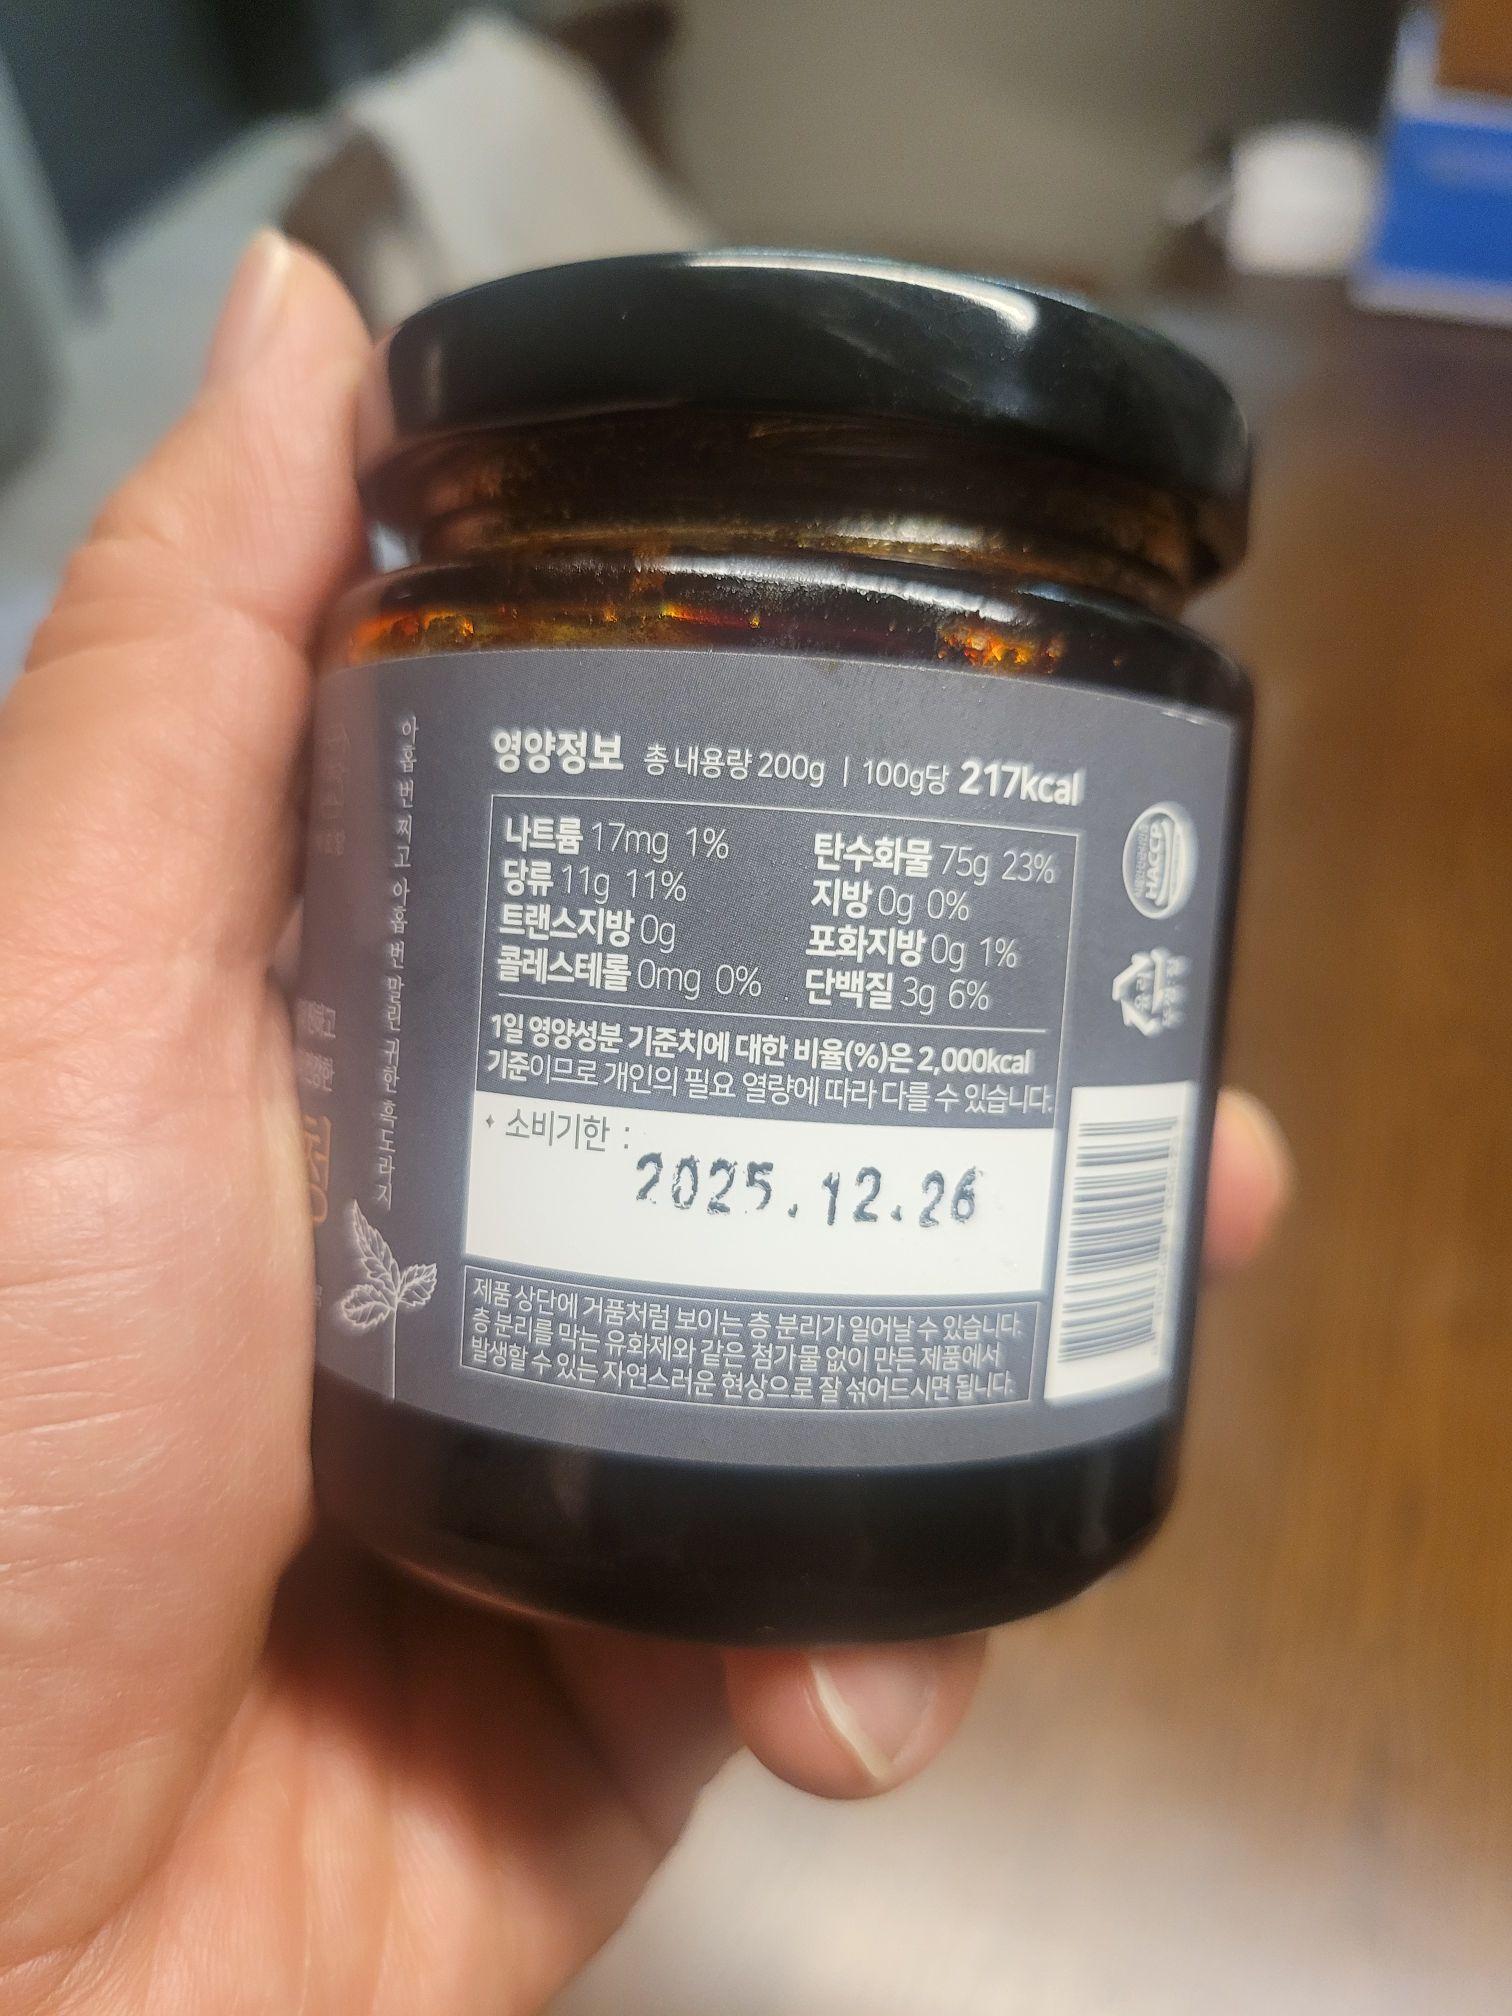 아홉 번 찌고 아홉 번 말린 귀한 흑도라지
영양정보 총 내용량 200g | 100g당 217kcal
나트륨 17mg 1% 탄수화물 75g 23%
당류 11g 11% 지방 0g 0%
트랜스지방 0g 포화지방 0g 1%
콜레스테롤 0mg 0% 단백질 3g 6%
1일 영양성분 기준치에 대한 비율(%)은 2,000kcal
기준이므로 개인의 필요 열량에 따라 다를 수 있습니다.
소비기한 :
2025.12.26
제품 상단에 거품처럼 보이는 층 분리가 일어날 수 있습니다.
층 분리를 막는 유화제와 같은 첨가물 없이 만든 제품에서
발생할 수 있는 자연스러운 현상으로 잘 섞어드시면 됩니다.
HACCP
유리